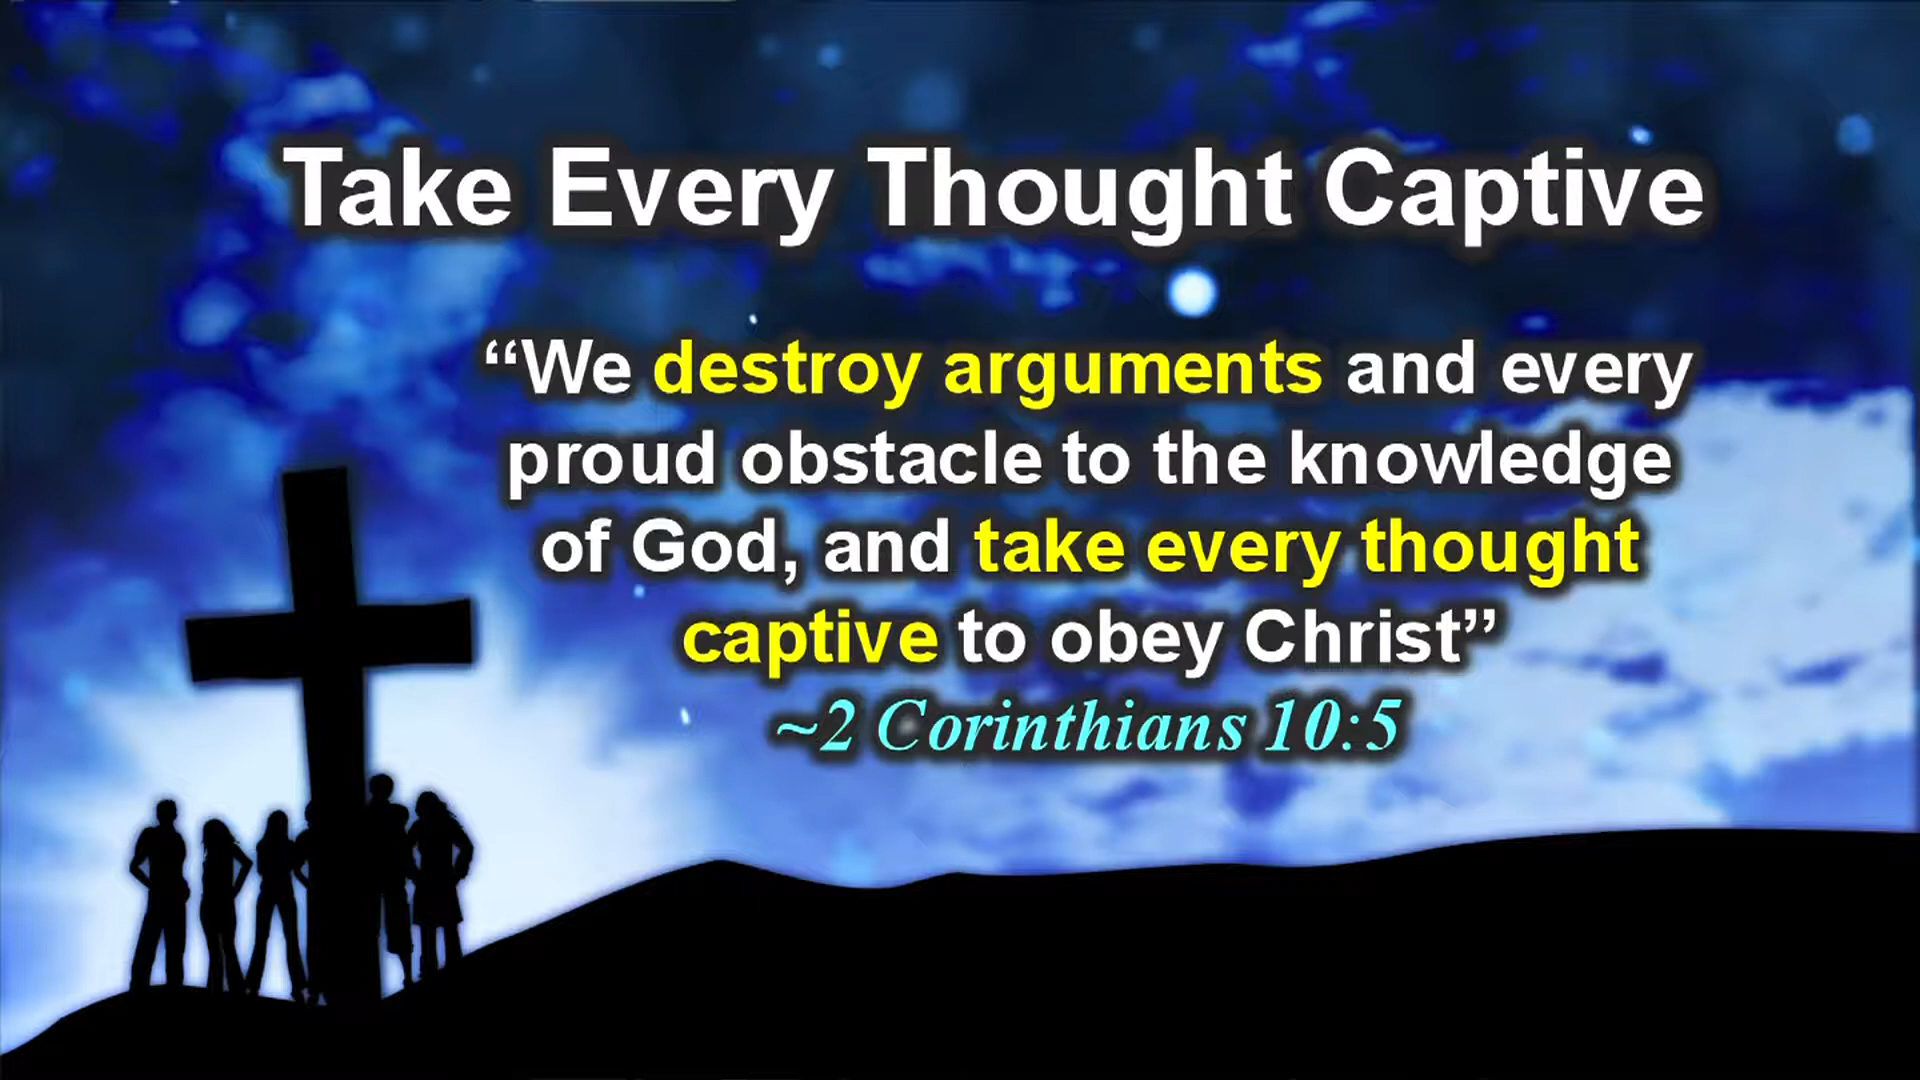 Take Every Thought Captive
“We destroy arguments and every
proud obstacle to the knowledge
of God, and take every thought
captive to obey Christ”
~2 Corinthians 10:5